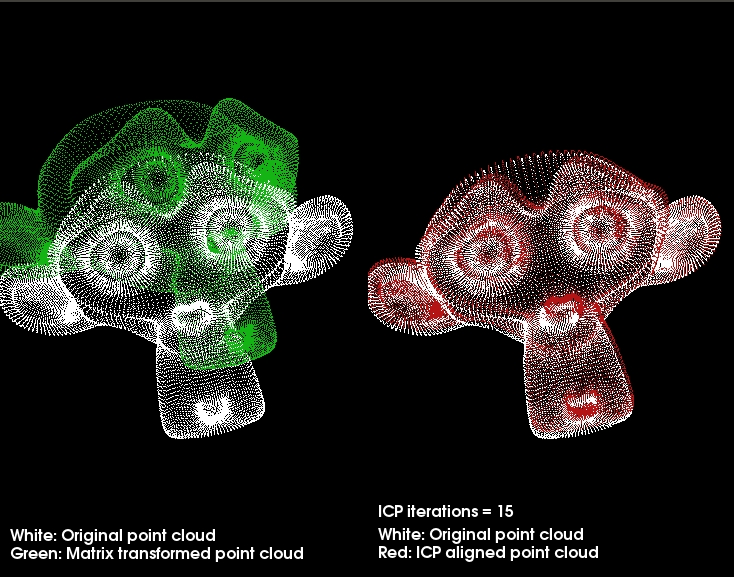 White: Original point cloud
Green: Matrix transformed point cloud
ICP iterations = 15
White: Original point cloud
Red: ICP aligned point cloud